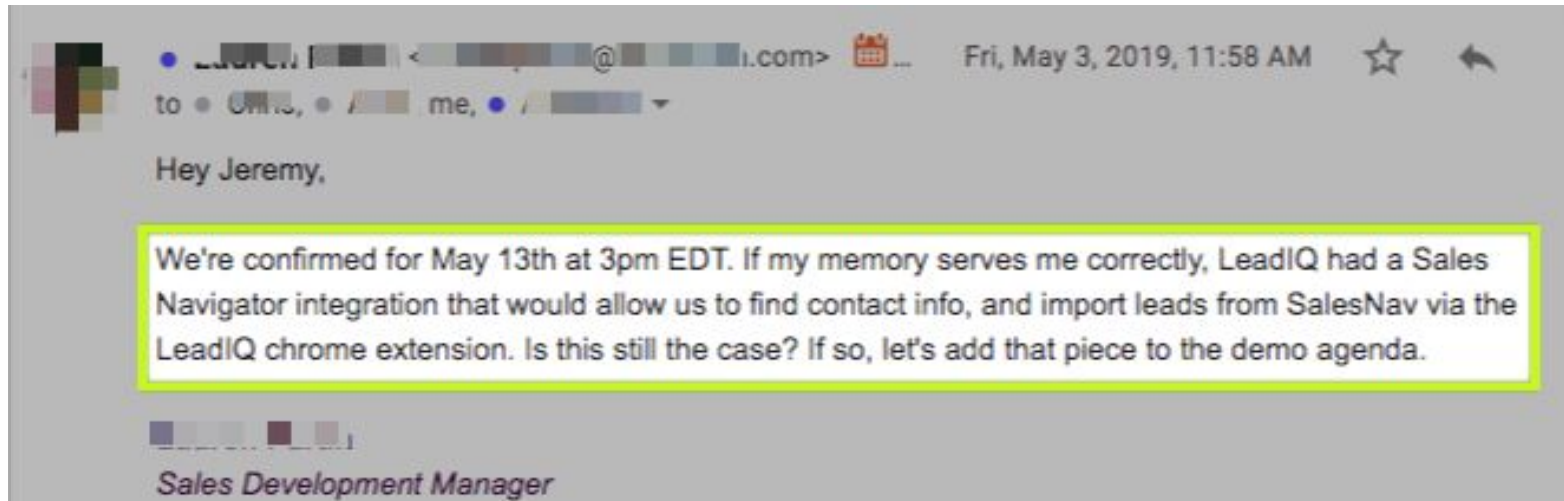 @ .com> ... Fri, May 3, 2019, 11:58 AM
to me,
Hey Jeremy,
We're confirmed for May 13th at 3pm EDT. If my memory serves me correctly, LeadIQ had a Sales
Navigator integration that would allow us to find contact info, and import leads from SalesNav via the
LeadIQ chrome extension. Is this still the case? If so, let's add that piece to the demo agenda.
Sales Development Manager